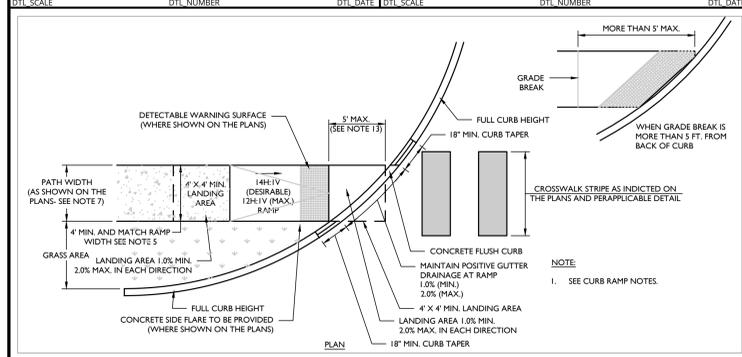 DTL_SCALE DTL_NUMBER DTL_DATE DTL_SCALE DTL_NUMBER DTL_DATE
MORE THAN 5' MAX.
GRADE
BREAK
WHEN GRADE BREAK IS
MORE THAN 5 FT. FROM
BACK OF CURB
DETECTABLE WARNING SURFACE
(WHERE SHOWN ON THE PLANS)
5' MAX.
(SEE NOTE 13)
FULL CURB HEIGHT
18" MIN. CURB TAPER
PATH WIDTH
(AS SHOWN ON THE
PLANS- SEE NOTE 7)
4' X 4' MIN.
LANDING
AREA
14H:1V
(DESIRABLE)
12H:1V (MAX.)
RAMP
CROSSWALK STRIPE AS INDICTED ON
THE PLANS AND PERAPPLICABLE DETAIL
4' MIN. AND MATCH RAMP
WIDTH SEE NOTE 5
GRASS AREA
LANDING AREA 1.0% MIN.
2.0% MAX. IN EACH DIRECTION
CONCRETE FLUSH CURB
MAINTAIN POSITIVE GUTTER
DRAINAGE AT RAMP
1.0% (MIN.)
2.0% (MAX.)
4' X 4' MIN. LANDING AREA
LANDING AREA 1.0% MIN.
2.0% MAX. IN EACH DIRECTION
18" MIN. CURB TAPER
FULL CURB HEIGHT
CONCRETE SIDE FLARE TO BE PROVIDED
(WHERE SHOWN ON THE PLANS)
PLAN
NOTE:
1. SEE CURB RAMP NOTES.